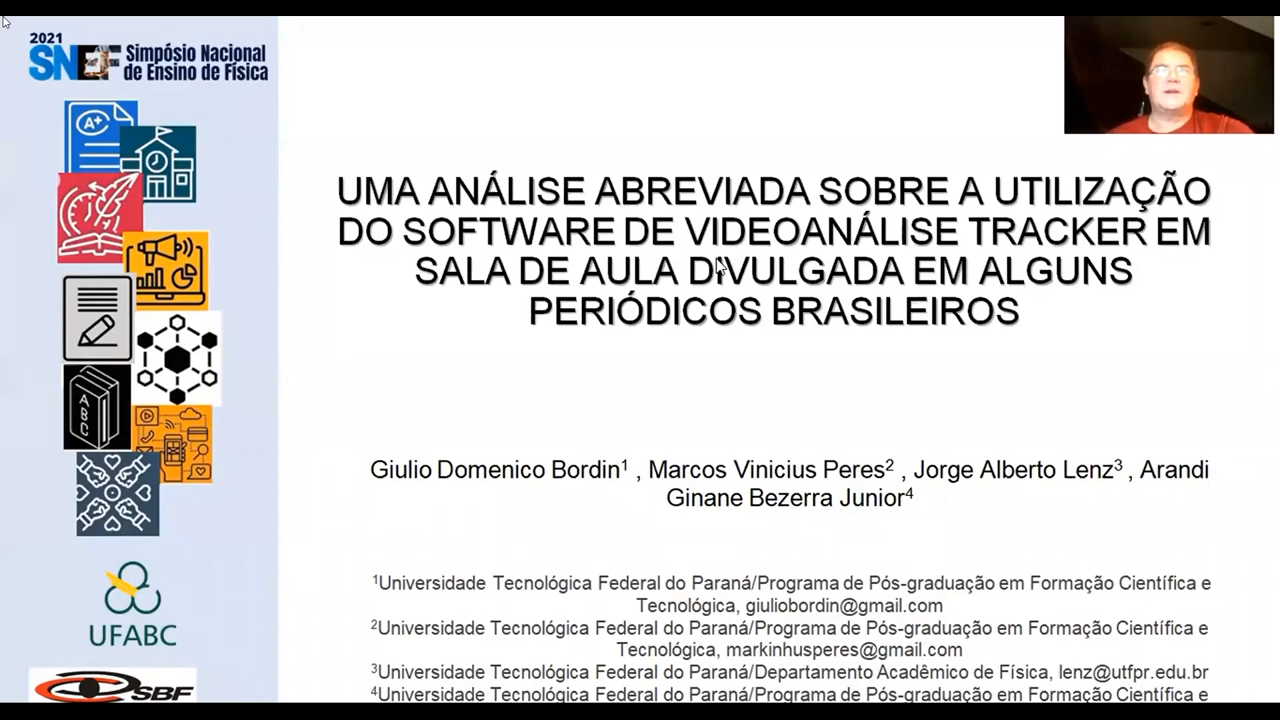 2021
SNEF Simpósio Nacional
de Ensino de Física
A+
ABC
UFABC
SBF
UMA ANÁLISE ABREVIADA SOBRE A UTILIZAÇÃO
DO SOFTWARE DE VIDEOANÁLISE TRACKER EM
SALA DE AULA DIVULGADA EM ALGUNS
PERIÓDICOS BRASILEIROS
Giulio Domenico Bordin¹ , Marcos Vinicius Peres² , Jorge Alberto Lenz³ , Arandi
Ginane Bezerra Junior⁴
¹Universidade Tecnológica Federal do Paraná/Programa de Pós-graduação em Formação Científica e
Tecnológica, giuliobordin@gmail.com
²Universidade Tecnológica Federal do Paraná/Programa de Pós-graduação em Formação Científica e
Tecnológica, markinhusperes@gmail.com
³Universidade Tecnológica Federal do Paraná/Departamento Acadêmico de Física, lenz@utfpr.edu.br
⁴Universidade Tecnológica Federal do Paraná/Programa de Pós-graduação em Formação Científica e